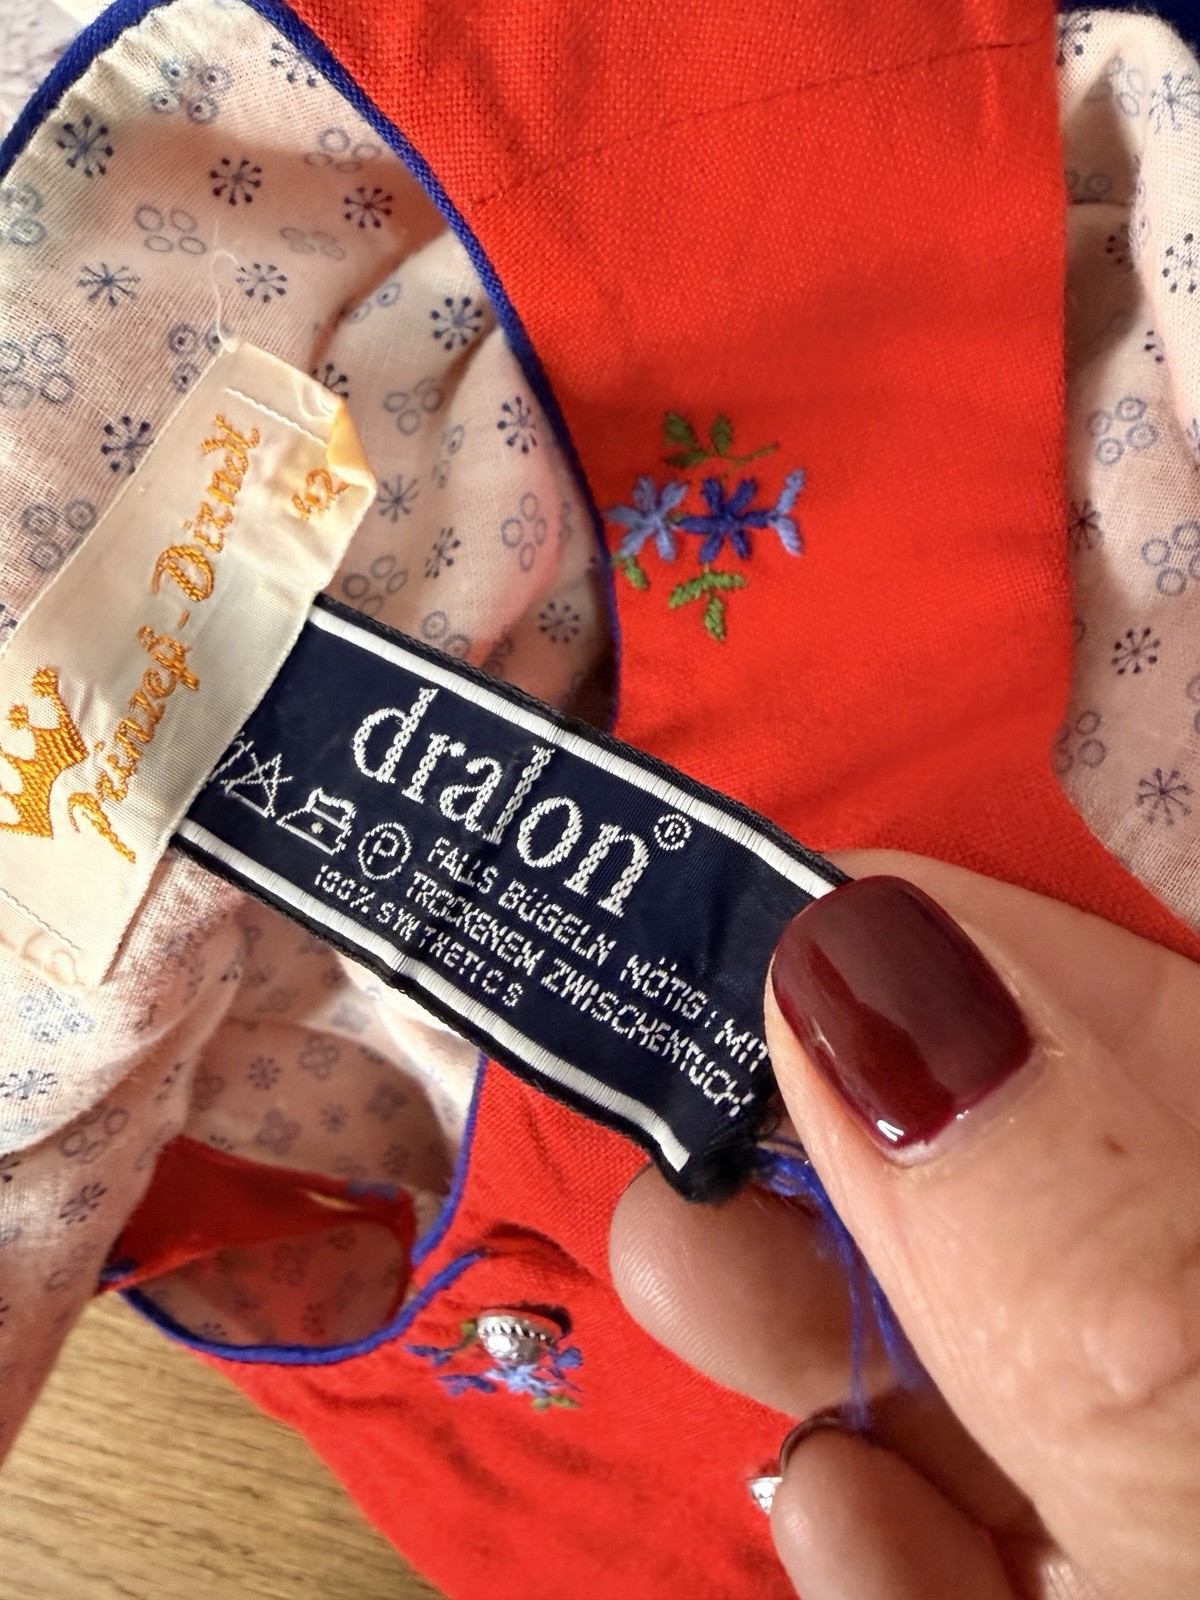 Prinzeß-Dirndl
42
dralon®
FALLS BÜGELN NÖTIG: MIT
TROCKENEM ZWISCHENTUCH
100% SYNTHETICS